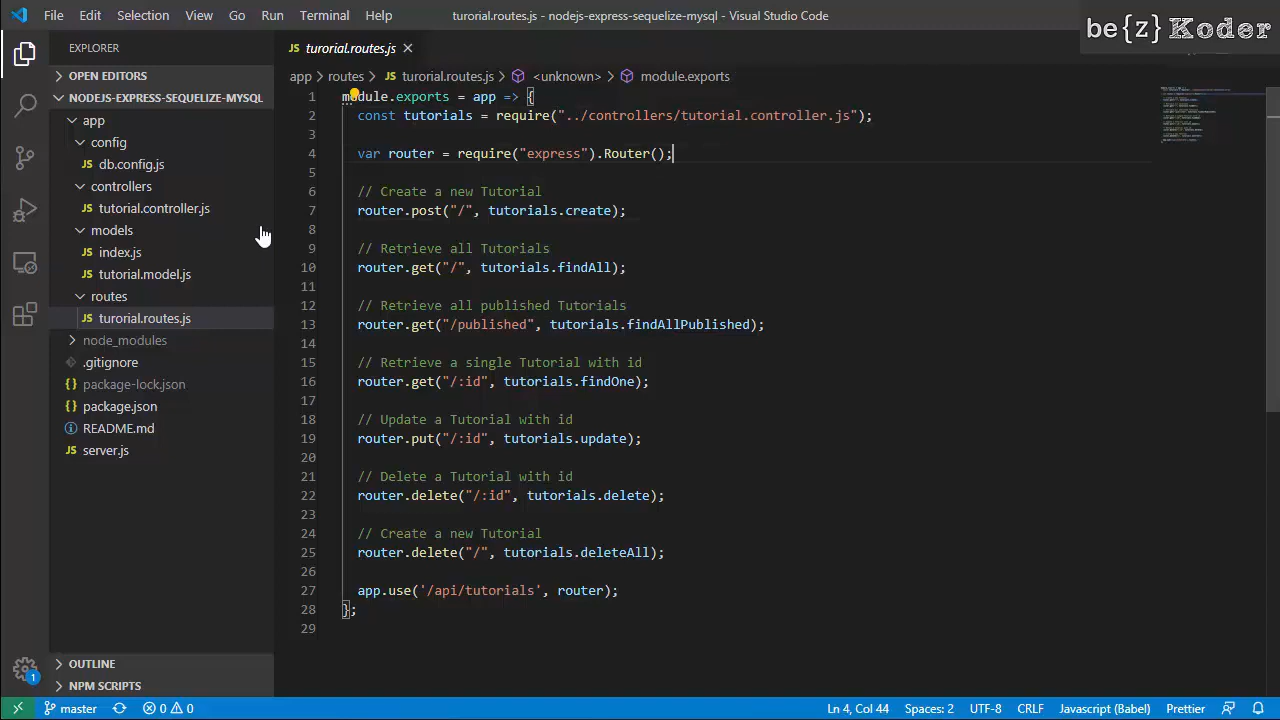 File Edit Selection View Go Run Terminal Help
turorial.routes.js - nodejs-express-sequelize-mysql - Visual Studio Code
be{z} Koder
EXPLORER
OPEN EDITORS
NODEJS-EXPRESS-SEQUELIZE-MYSQL
app
config
JS db.config.js
controllers
JS tutorial.controller.js
models
JS index.js
JS tutorial.model.js
routes
JS turorial.routes.js
node_modules
.gitignore
{} package-lock.json
{} package.json
README.md
JS server.js
OUTLINE
NPM SCRIPTS
1
JS turorial.routes.js
app > routes > JS turorial.routes.js > <unknown> > module.exports
1 module.exports = app => {
2 const tutorials = require("../controllers/tutorial.controller.js");
3
4 var router = require("express").Router();
5
6 // Create a new Tutorial
7 router.post("/", tutorials.create);
8
9 // Retrieve all Tutorials
10 router.get("/", tutorials.findAll);
11
12 // Retrieve all published Tutorials
13 router.get("/published", tutorials.findAllPublished);
14
15 // Retrieve a single Tutorial with id
16 router.get("/:id", tutorials.findOne);
17
18 // Update a Tutorial with id
19 router.put("/:id", tutorials.update);
20
21 // Delete a Tutorial with id
22 router.delete("/:id", tutorials.delete);
23
24 // Create a new Tutorial
25 router.delete("/", tutorials.deleteAll);
26
27 app.use('/api/tutorials', router);
28 };
29
master 0 0 Ln 4, Col 44 Spaces: 2 UTF-8 CRLF Javascript (Babel) Prettier